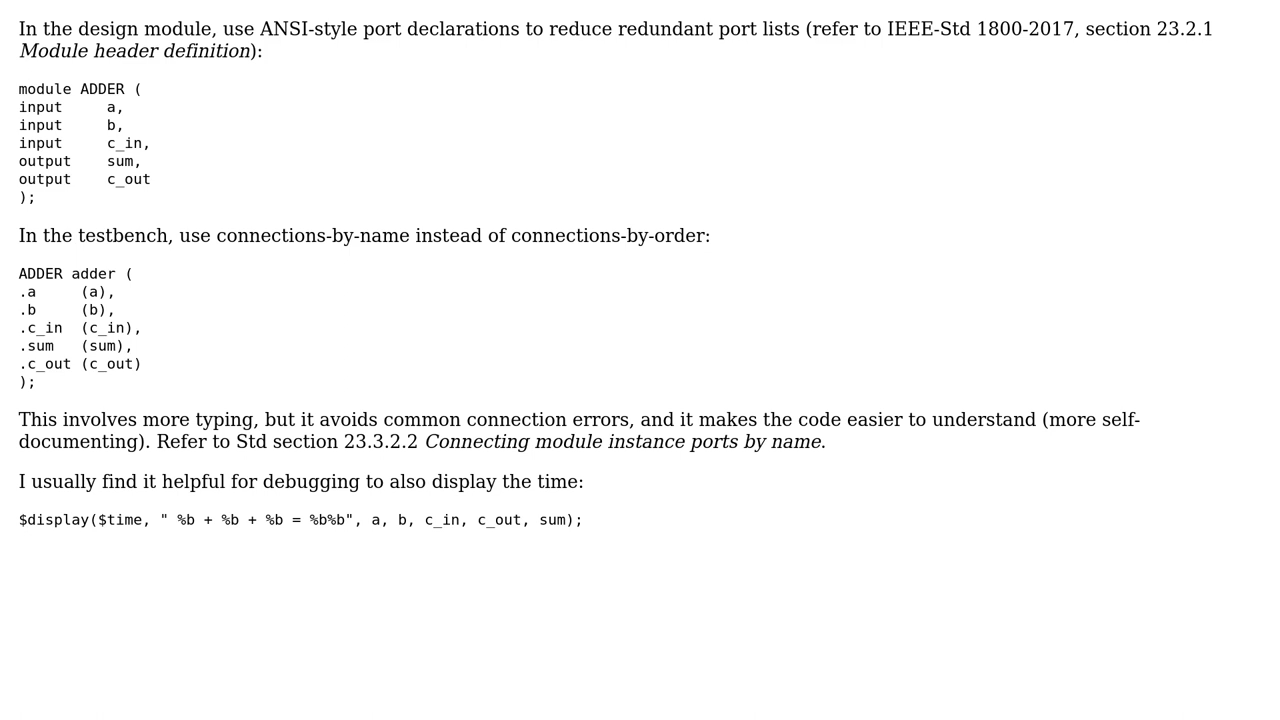 In the design module, use ANSI-style port declarations to reduce redundant port lists (refer to IEEE-Std 1800-2017, section 23.2.1
Module header definition):
module ADDER (
input     a,
input     b,
input     c_in,
output    sum,
output    c_out
);
In the testbench, use connections-by-name instead of connections-by-order:
ADDER adder (
.a     (a),
.b     (b),
.c_in  (c_in),
.sum   (sum),
.c_out (c_out)
);
This involves more typing, but it avoids common connection errors, and it makes the code easier to understand (more self-
documenting). Refer to Std section 23.3.2.2 Connecting module instance ports by name.
I usually find it helpful for debugging to also display the time:
$display($time, " %b + %b + %b = %b%b", a, b, c_in, c_out, sum);